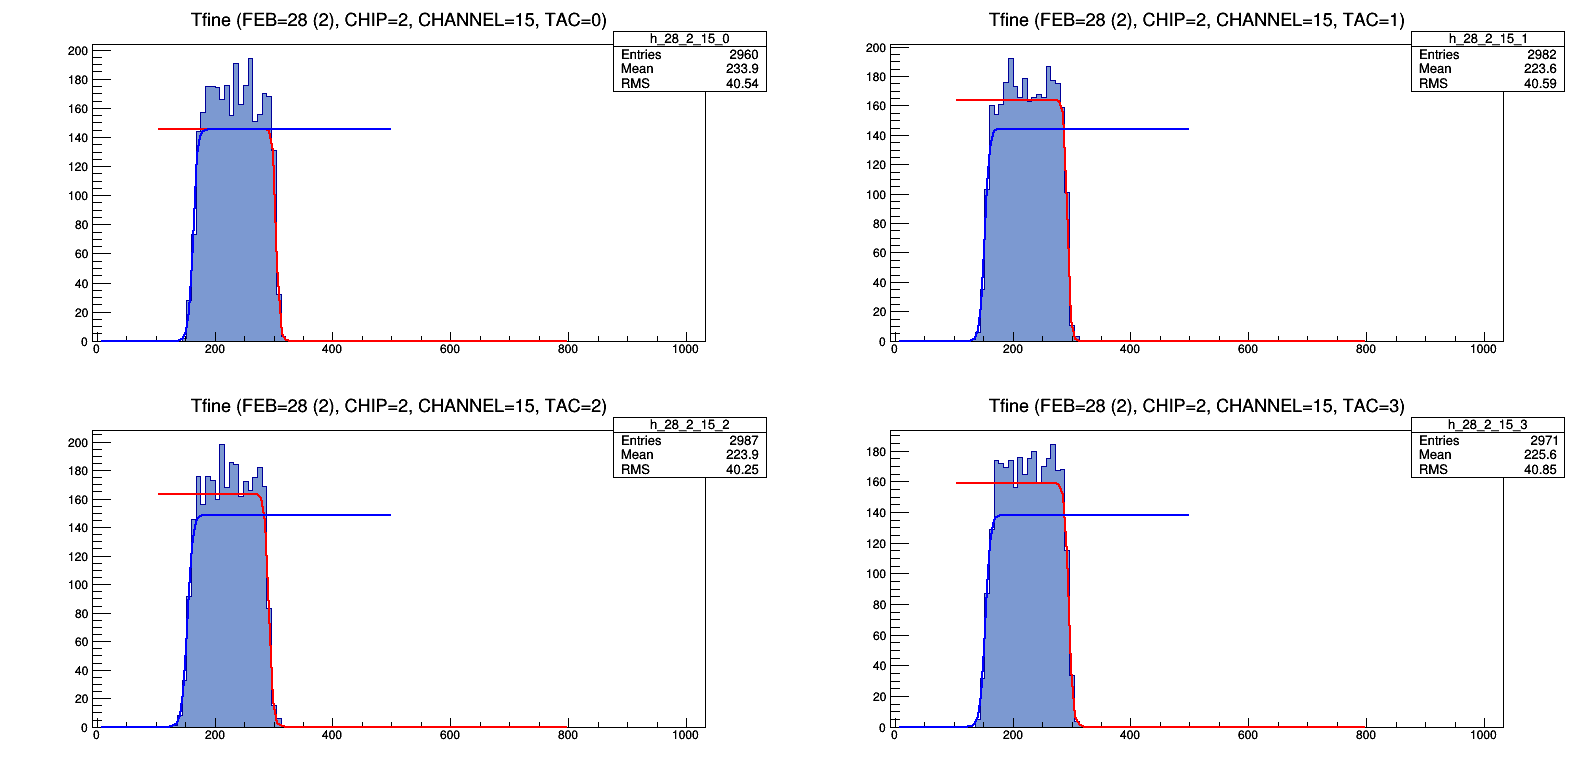 Tfine (FEB=28 (2), CHIP=2, CHANNEL=15, TAC=0)
h_28_2_15_0
Entries 2960
Mean 233.9
RMS 40.54
200
180
160
140
120
100
80
60
40
20
0
0 200 400 600 800 1000
Tfine (FEB=28 (2), CHIP=2, CHANNEL=15, TAC=1)
h_28_2_15_1
Entries 2982
Mean 223.6
RMS 40.59
200
180
160
140
120
100
80
60
40
20
0
0 200 400 600 800 1000
Tfine (FEB=28 (2), CHIP=2, CHANNEL=15, TAC=2)
h_28_2_15_2
Entries 2987
Mean 223.9
RMS 40.25
200
180
160
140
120
100
80
60
40
20
0
0 200 400 600 800 1000
Tfine (FEB=28 (2), CHIP=2, CHANNEL=15, TAC=3)
h_28_2_15_3
Entries 2971
Mean 225.6
RMS 40.85
180
160
140
120
100
80
60
40
20
0
0 200 400 600 800 1000